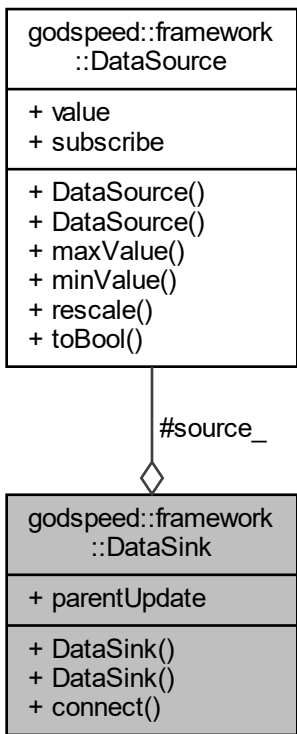 godspeed::framework
::DataSource
+ value
+ subscribe
+ DataSource()
+ DataSource()
+ maxValue()
+ minValue()
+ rescale()
+ toBool()
#source_
godspeed::framework
::DataSink
+ parentUpdate
+ DataSink()
+ DataSink()
+ connect()